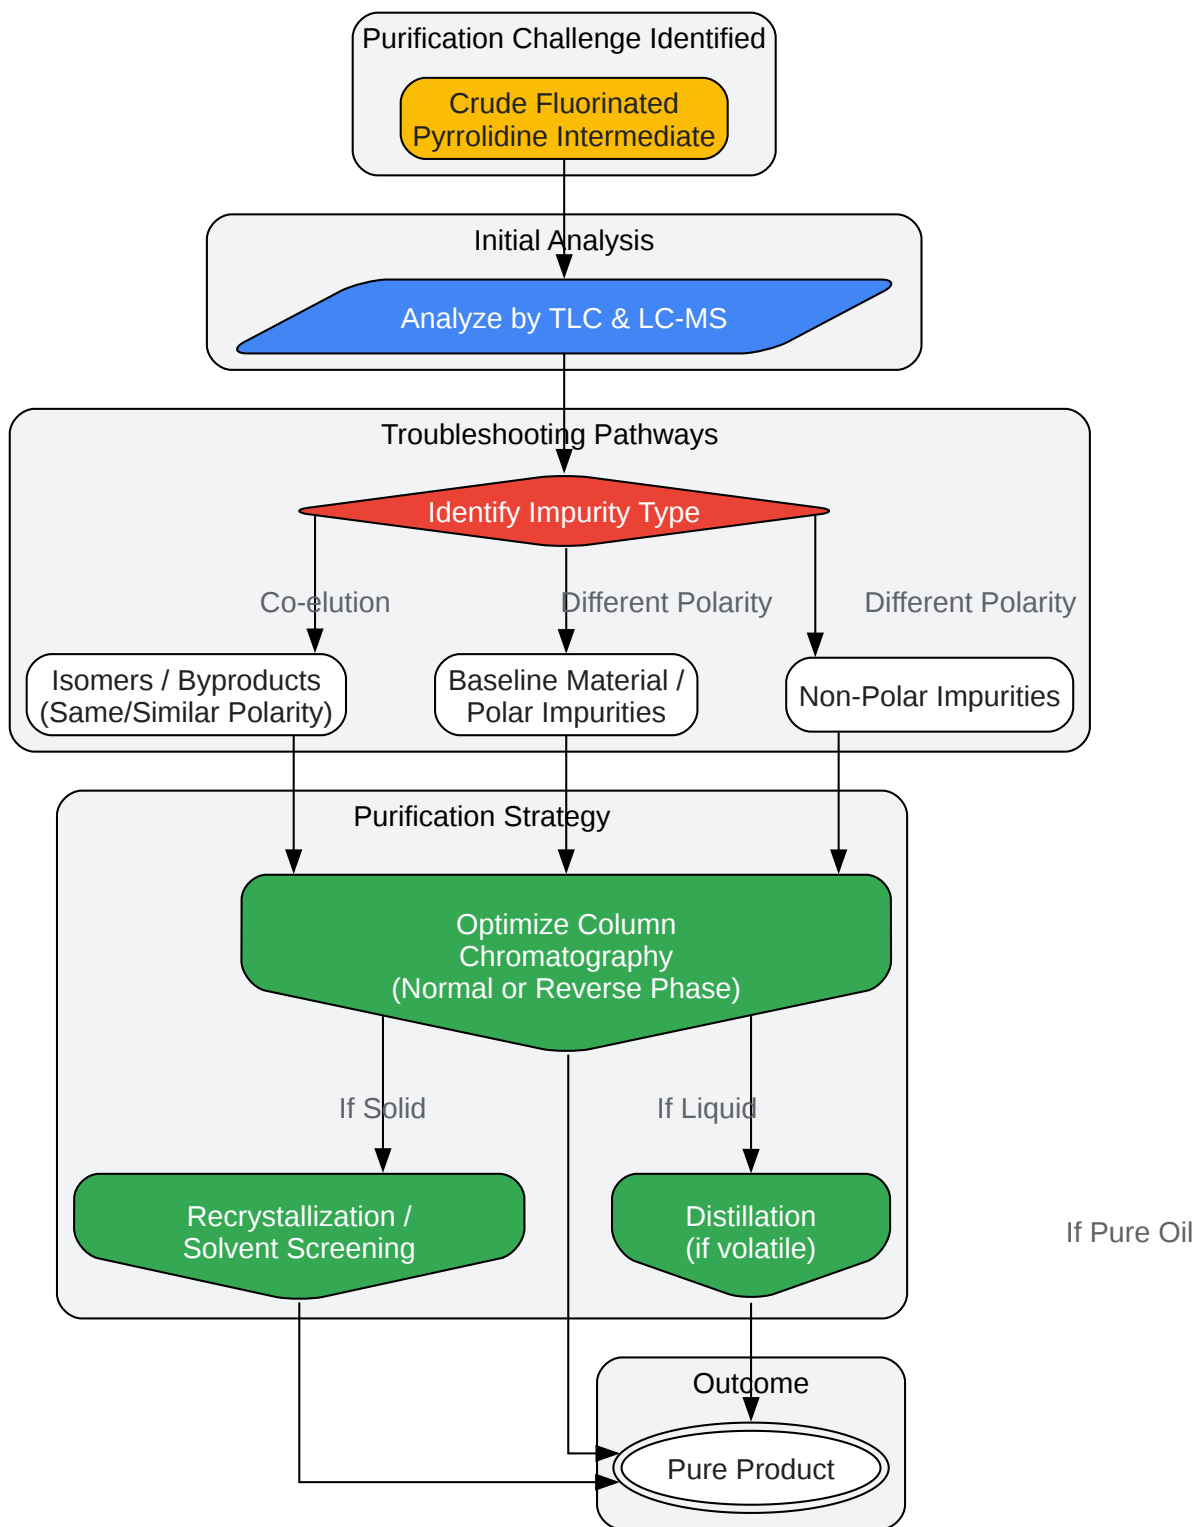 Purification Challenge Identified
Crude Fluorinated
Pyrrolidine Intermediate
Initial Analysis
Analyze by TLC & LC-MS
Troubleshooting Pathways
Identify Impurity Type
Co-elution
Different Polarity
Different Polarity
Isomers / Byproducts
(Same/Similar Polarity)
Baseline Material /
Polar Impurities
Non-Polar Impurities
Purification Strategy
Optimize Column
Chromatography
(Normal or Reverse Phase)
If Solid
If Liquid
Recrystallization /
Solvent Screening
Distillation
(if volatile)
If Pure Oil
Outcome
Pure Product